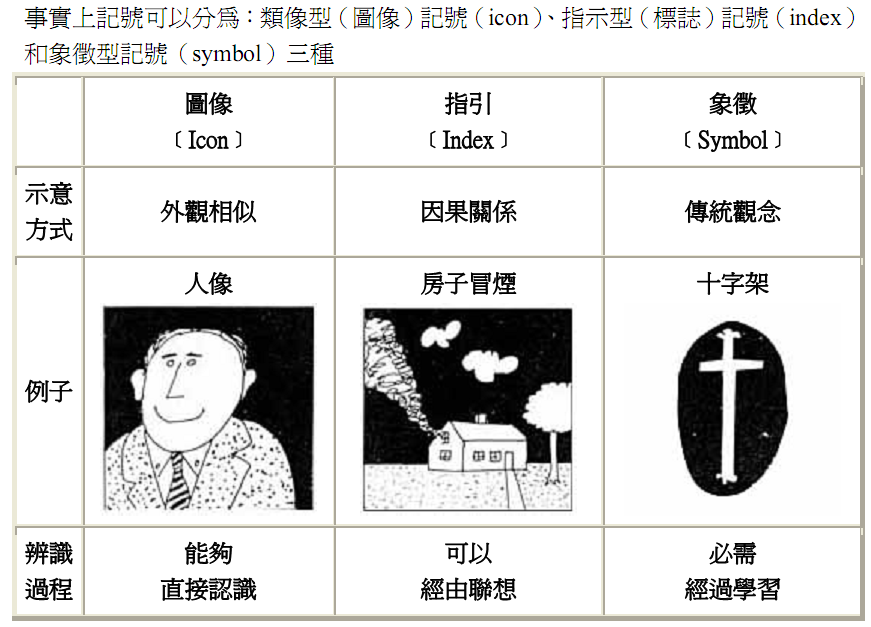 事實上記號可以分爲：類像型（圖像）記號（icon）、指示型（標誌）記號（index）
和象徵型記號（symbol）三種
圖像 指引 象徵
〔Icon〕 〔Index〕 〔Symbol〕
示意
方式
外觀相似 因果關係 傳統觀念
例子
人像 房子冒煙 十字架
辨識
過程
能夠 可以 必需
直接認識 經由聯想 經過學習